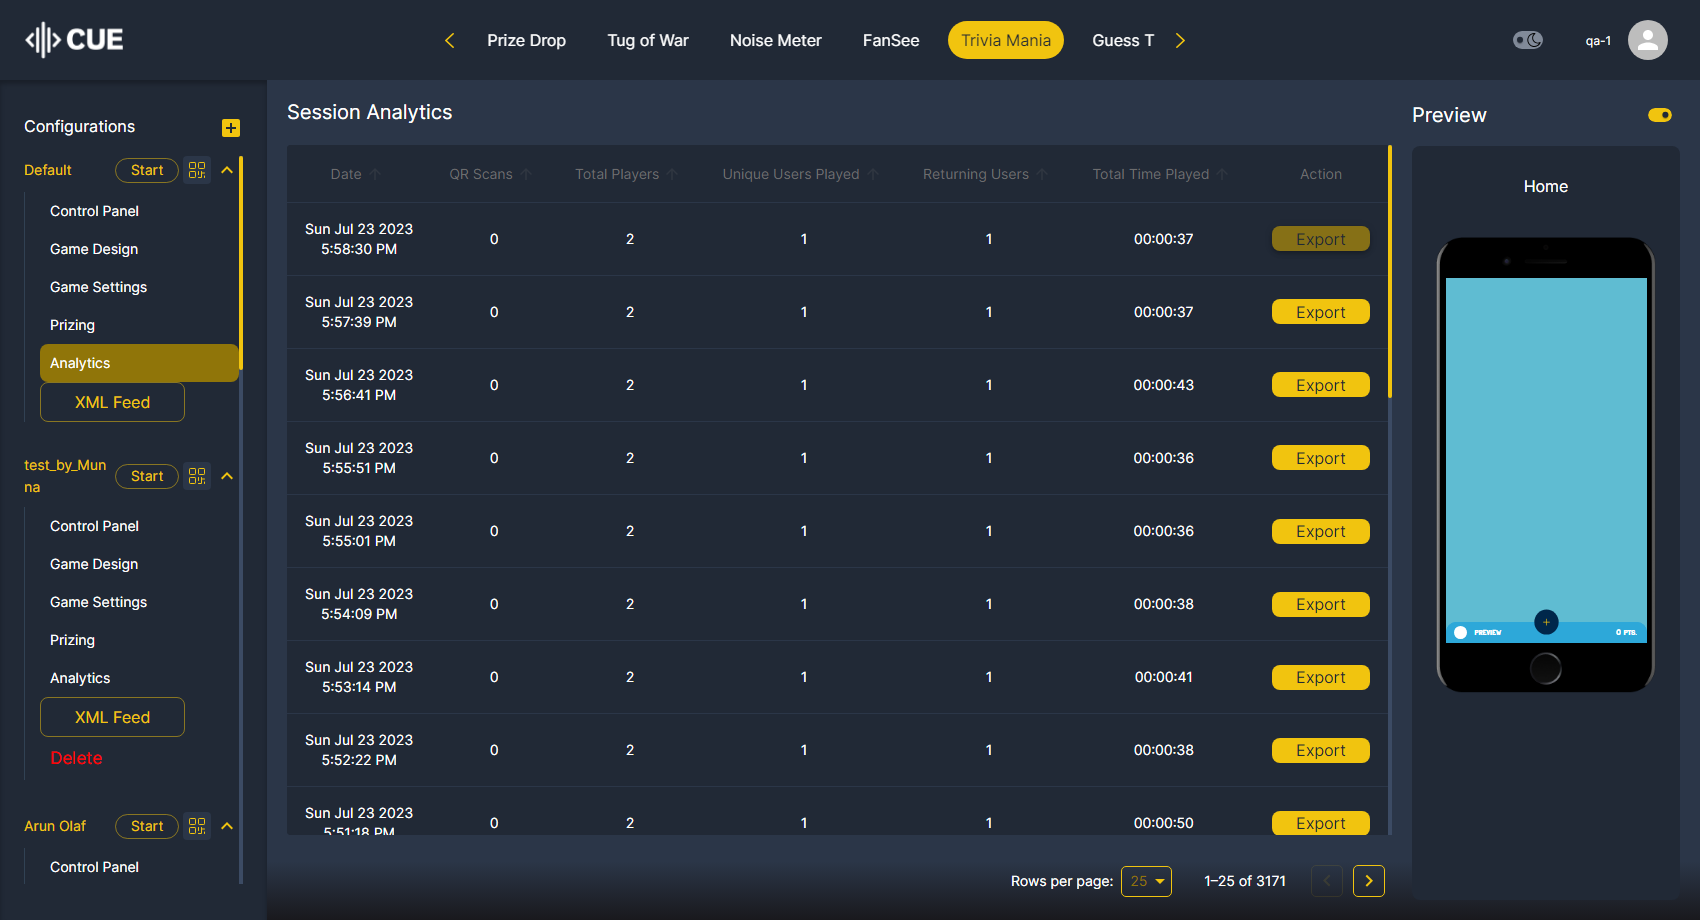 CUE
Prize Drop
Tug of War
Noise Meter
FanSee
Trivia Mania
Guess T
qa-1
Configurations
Default
Start
Control Panel
Game Design
Game Settings
Prizing
Analytics
XML Feed
test_by_Mun
na
Start
Control Panel
Game Design
Game Settings
Prizing
Analytics
XML Feed
Delete
Arun Olaf
Start
Control Panel
Session Analytics
Date QR Scans Total Players Unique Users Played Returning Users Total Time Played Action
Sun Jul 23 2023
5:58:30 PM
0 2 1 1 00:00:37 Export
Sun Jul 23 2023
5:57:39 PM
0 2 1 1 00:00:37 Export
Sun Jul 23 2023
5:56:41 PM
0 2 1 1 00:00:43 Export
Sun Jul 23 2023
5:55:51 PM
0 2 1 1 00:00:36 Export
Sun Jul 23 2023
5:55:01 PM
0 2 1 1 00:00:36 Export
Sun Jul 23 2023
5:54:09 PM
0 2 1 1 00:00:38 Export
Sun Jul 23 2023
5:53:14 PM
0 2 1 1 00:00:41 Export
Sun Jul 23 2023
5:52:22 PM
0 2 1 1 00:00:38 Export
Sun Jul 23 2023
5:51:18 PM
0 2 1 1 00:00:50 Export
Rows per page: 25 1–25 of 3171
Preview
Home
PREVIEW
0 PTS.